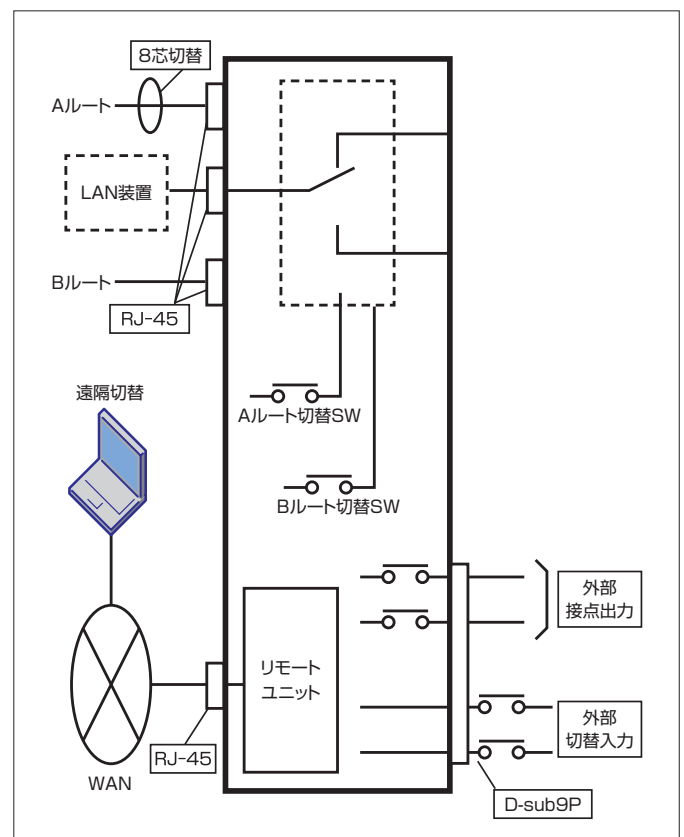 8芯切替
Aルート
LAN装置
Bルート
RJ-45
遠隔切替
Aルート切替SW
Bルート切替SW
外部
接点出力
リモート
ユニット
外部
切替入力
RJ-45
WAN
D-sub9P